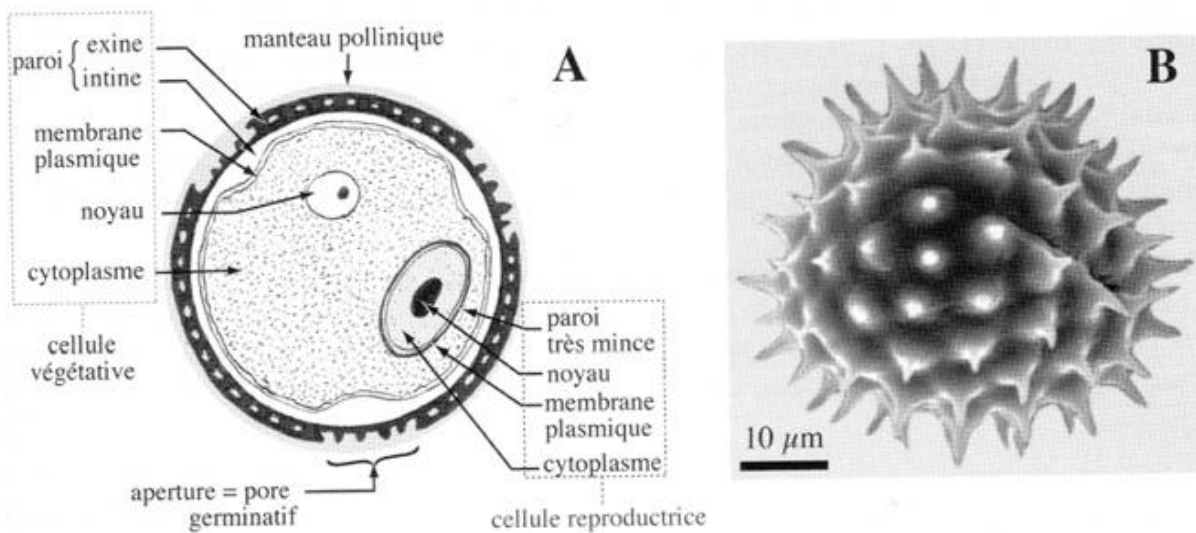 exine
manteau pollinique
A
B
paroi
intine
membrane
plasmique
noyau
cytoplasme
cellule
végétative
paroi
très mince
noyau
membrane
plasmique
cytoplasme
aperture = pore
germinatif
cellule reproductrice
10 µm